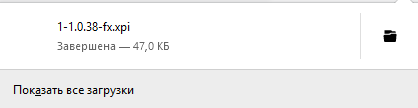 1-1.0.38-fx.xpi
Завершена — 47,0 КБ
Показать все загрузки